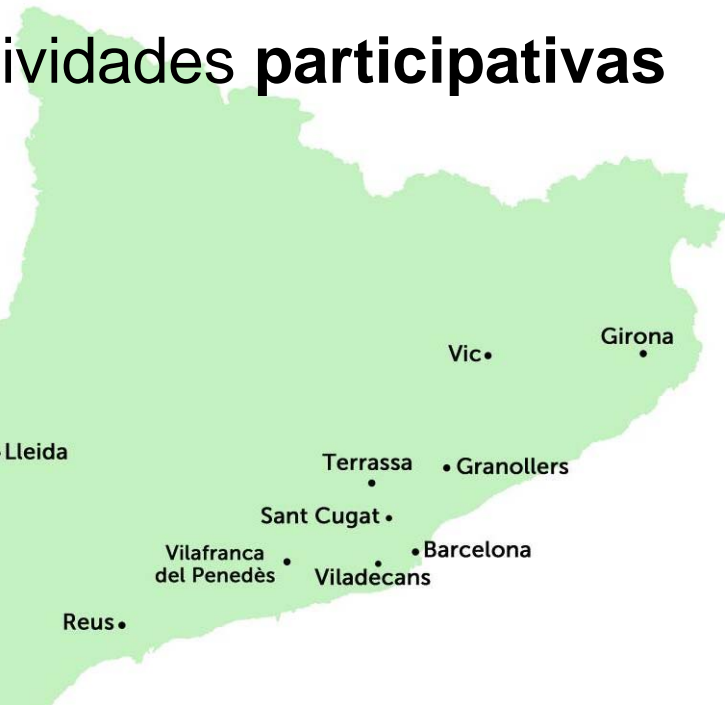 ividades participativas
Girona
Vic
Lleida
Terrassa
Granollers
Sant Cugat
Barcelona
Vilafranca
del Penedès
Viladecans
Reus